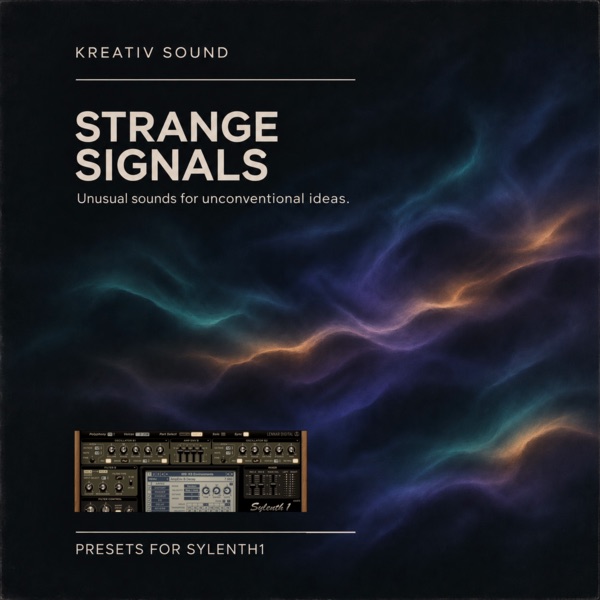 KREATIV SOUND
STRANGE
SIGNALS
Unusual sounds for unconventional ideas.
Sylenth1
PRESETS FOR SYLENTH1